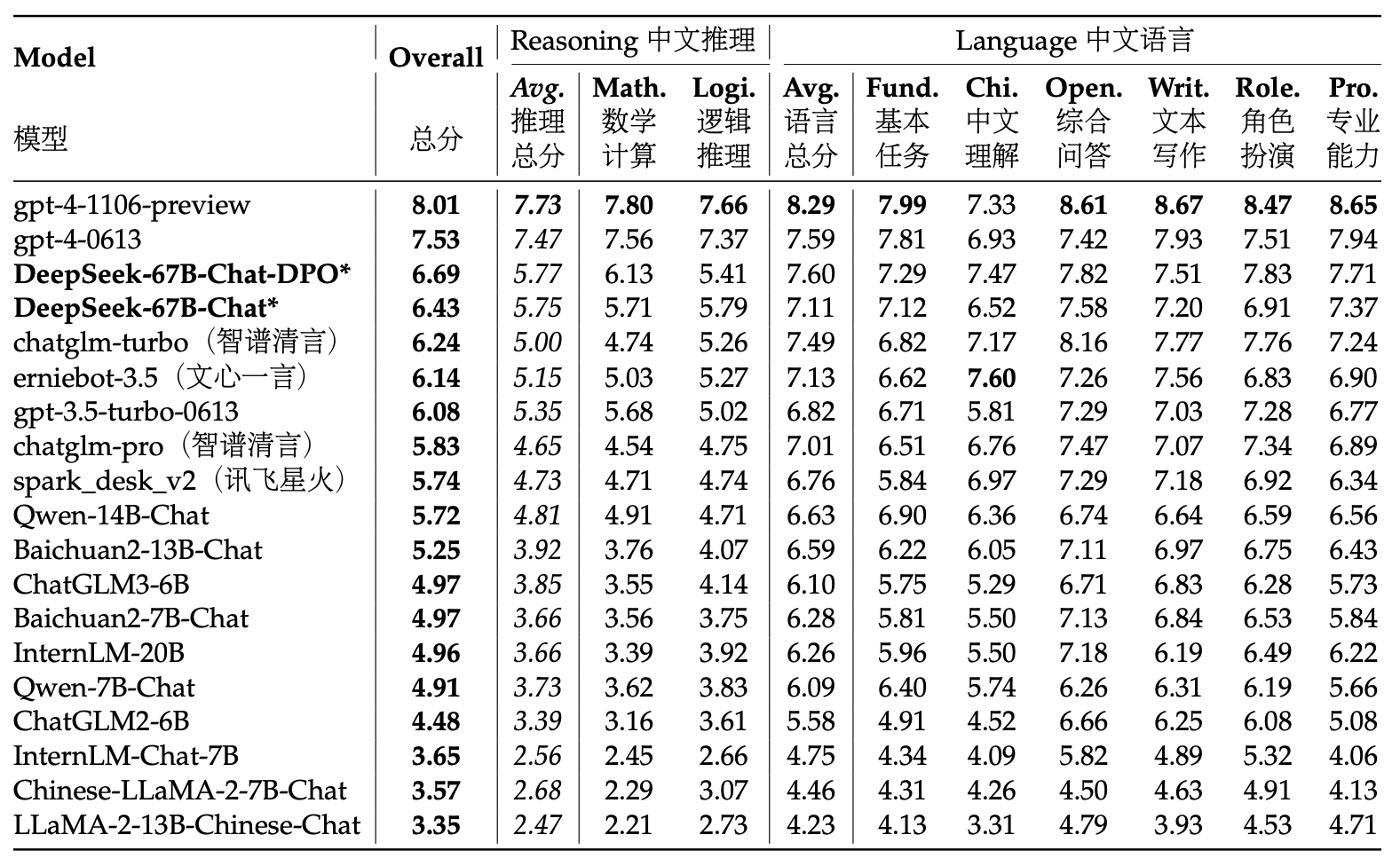 Model Overall Reasoning 中文推理 Language 中文语言
Avg. Math. Logi. Avg. Fund. Chi. Open. Writ. Role. Pro.
模型 总分 推理 数学 逻辑 语言 基本 中文 综合 文本 角色 专业
总分 计算 推理 总分 任务 理解 问答 写作 扮演 能力
gpt-4-1106-preview 8.01 7.73 7.80 7.66 8.29 7.99 7.33 8.61 8.67 8.47 8.65
gpt-4-0613 7.53 7.47 7.56 7.37 7.59 7.81 6.93 7.42 7.93 7.51 7.94
DeepSeek-67B-Chat-DPO* 6.69 5.77 6.13 5.41 7.60 7.29 7.47 7.82 7.51 7.83 7.71
DeepSeek-67B-Chat* 6.43 5.75 5.71 5.79 7.11 7.12 6.52 7.58 7.20 6.91 7.37
chatglm-turbo（智谱清言） 6.24 5.00 4.74 5.26 7.49 6.82 7.17 8.16 7.77 7.76 7.24
erniebot-3.5（文心一言） 6.14 5.15 5.03 5.27 7.13 6.62 7.60 7.26 7.56 6.83 6.90
gpt-3.5-turbo-0613 6.08 5.35 5.68 5.02 6.82 6.71 5.81 7.29 7.03 7.28 6.77
chatglm-pro（智谱清言） 5.83 4.65 4.54 4.75 7.01 6.51 6.76 7.47 7.07 7.34 6.89
spark_desk_v2（讯飞星火） 5.74 4.73 4.71 4.74 6.76 5.84 6.97 7.29 7.18 6.92 6.34
Qwen-14B-Chat 5.72 4.81 4.91 4.71 6.63 6.90 6.36 6.74 6.64 6.59 6.56
Baichuan2-13B-Chat 5.25 3.92 3.76 4.07 6.59 6.22 6.05 7.11 6.97 6.75 6.43
ChatGLM3-6B 4.97 3.85 3.55 4.14 6.10 5.75 5.29 6.71 6.83 6.28 5.73
Baichuan2-7B-Chat 4.97 3.66 3.56 3.75 6.28 5.81 5.50 7.13 6.84 6.53 5.84
InternLM-20B 4.96 3.66 3.39 3.92 6.26 5.96 5.50 7.18 6.19 6.49 6.22
Qwen-7B-Chat 4.91 3.73 3.62 3.83 6.09 6.40 5.74 6.26 6.31 6.19 5.66
ChatGLM2-6B 4.48 3.39 3.16 3.61 5.58 4.91 4.52 6.66 6.25 6.08 5.08
InternLM-Chat-7B 3.65 2.56 2.45 2.66 4.75 4.34 4.09 5.82 4.89 5.32 4.06
Chinese-LLaMA-2-7B-Chat 3.57 2.68 2.29 3.07 4.46 4.31 4.26 4.50 4.63 4.91 4.13
LLaMA-2-13B-Chinese-Chat 3.35 2.47 2.21 2.73 4.23 4.13 3.31 4.79 3.93 4.53 4.71